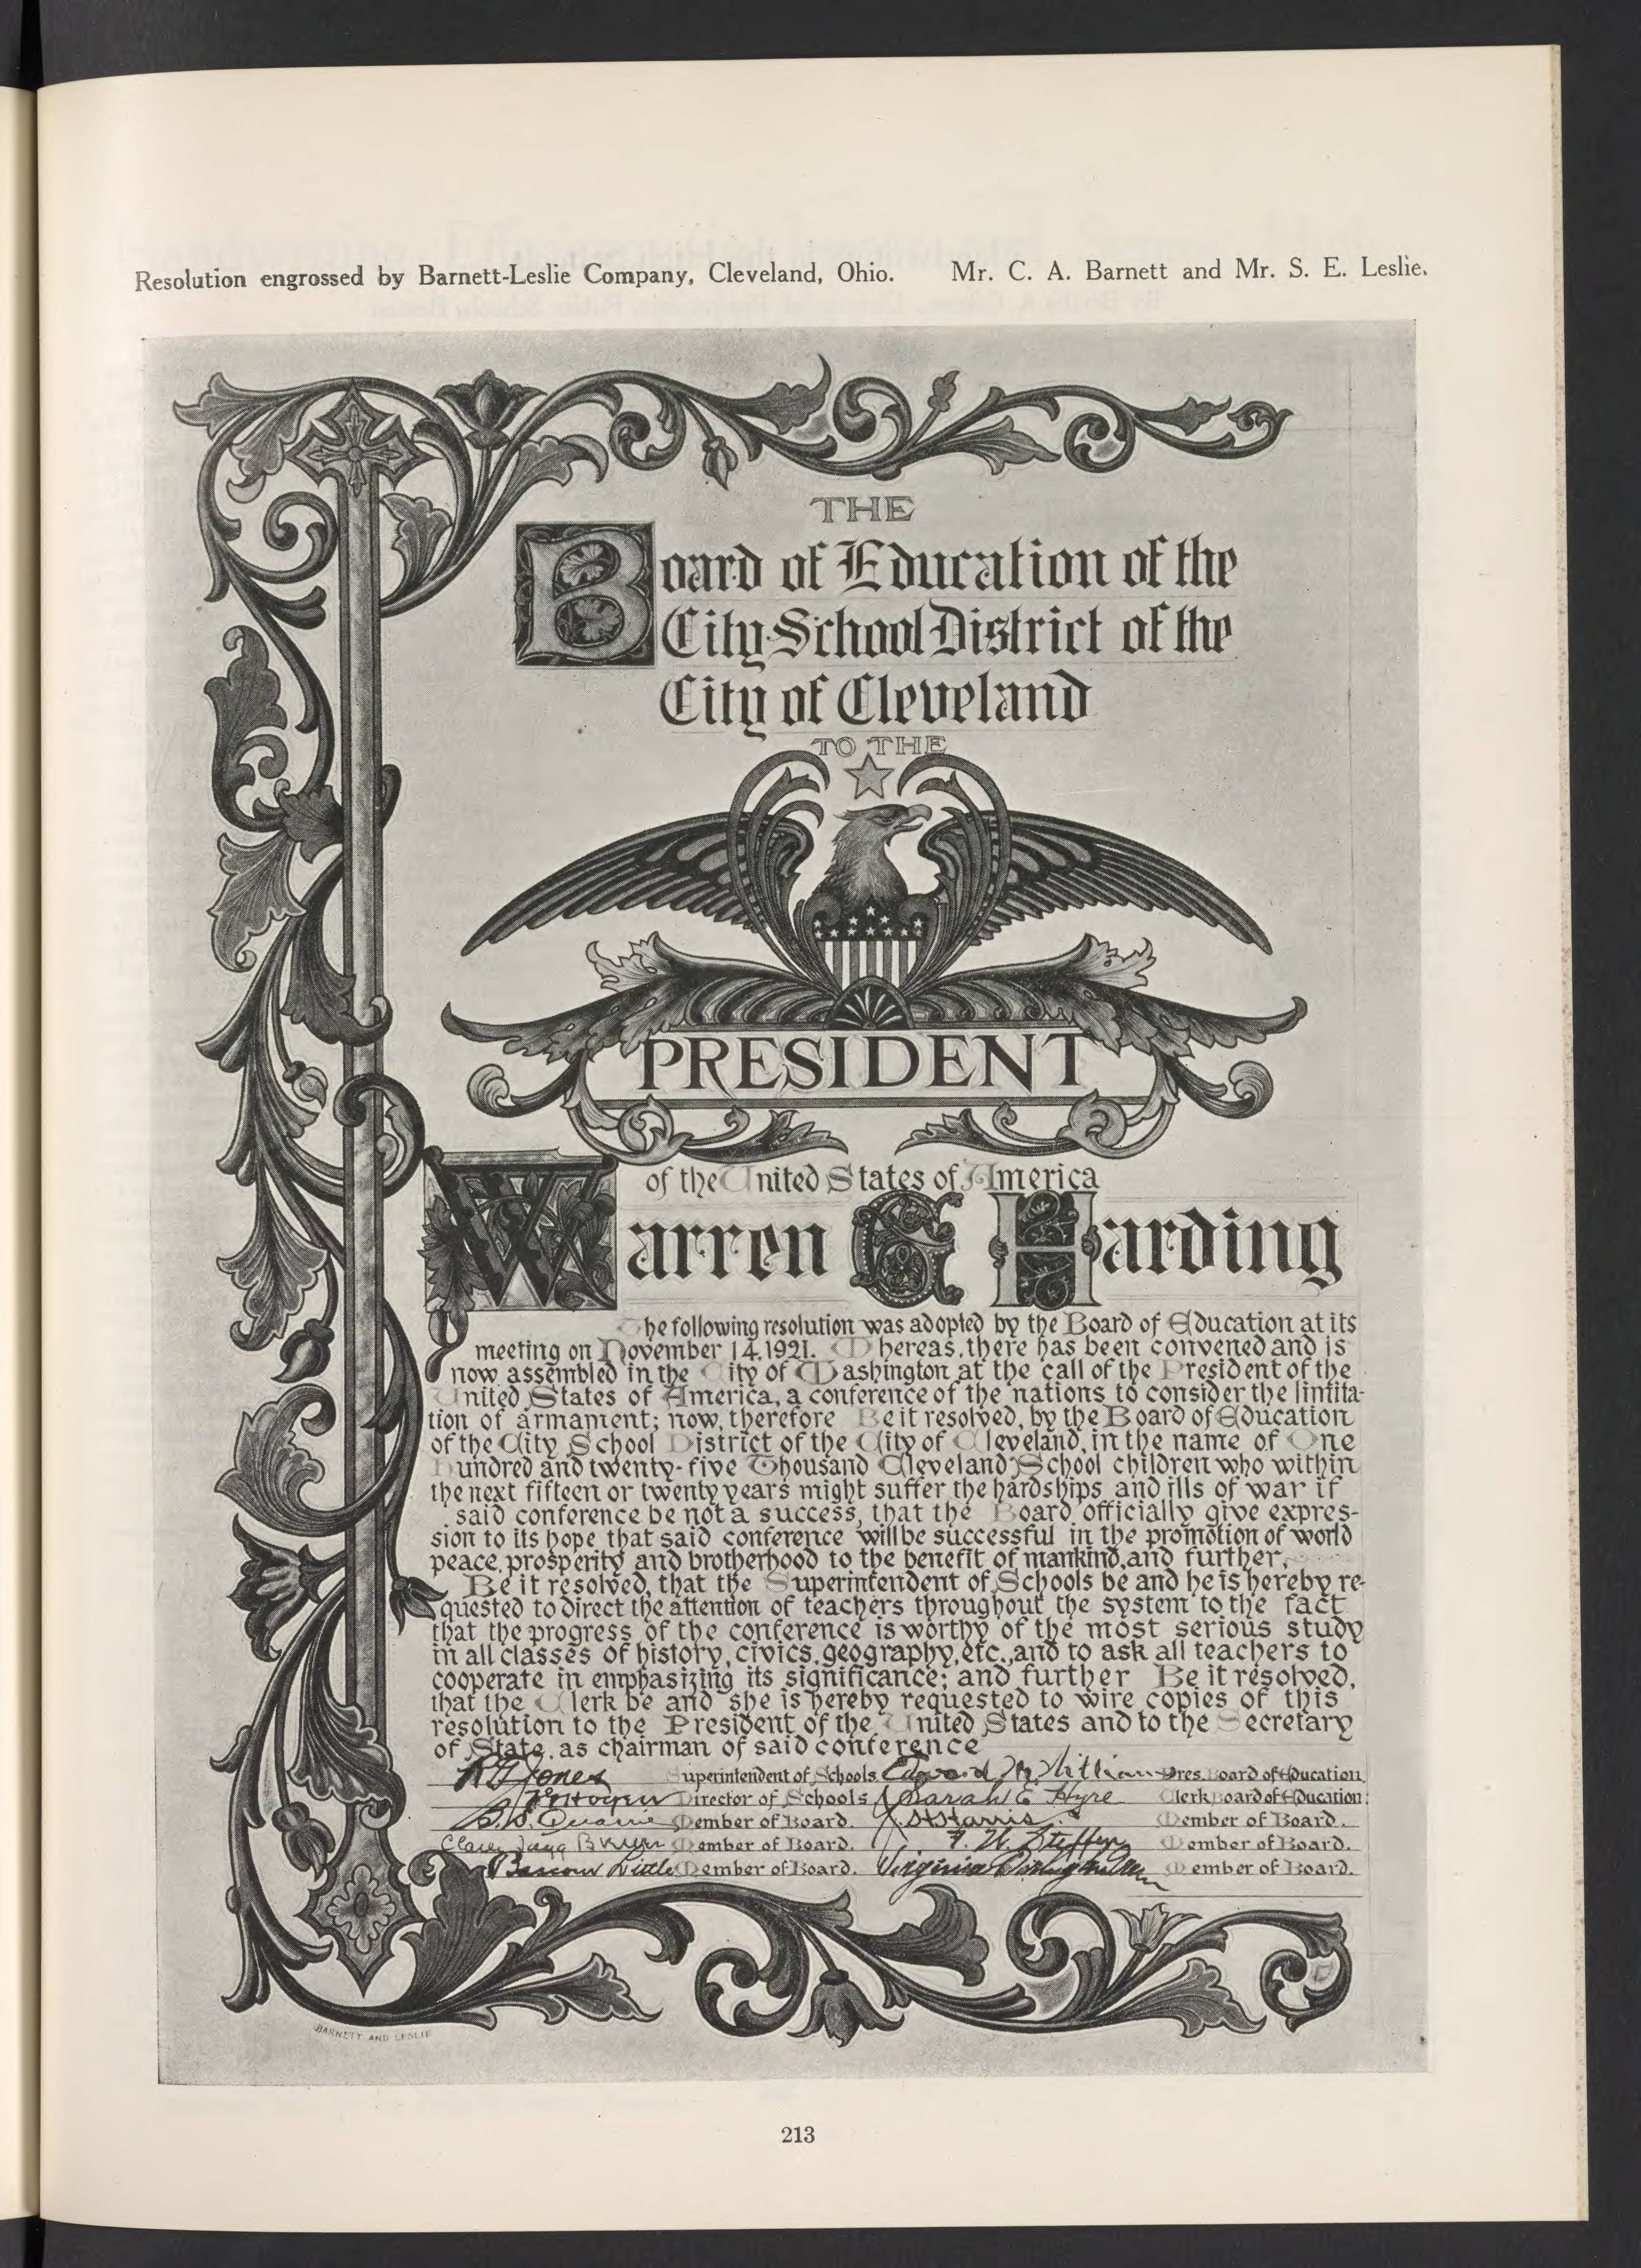 Resolution engrossed by Barnett-Leslie Company, Cleveland, Ohio. Mr. C. A. Barnett and Mr. S. E. Leslie.
THE
Board of Education of the
City School District of the
City of Cleveland
TO THE
PRESIDENT
of the United States of America
Warren G Harding
The following resolution was adopted by the Board of Education at its
meeting on November 14, 1921. Whereas, there has been convened and is
now assembled in the City of Washington at the call of the President of the
United States of America, a conference of the nations to consider the limita-
tion of armament; now, therefore Be it resolved, by the Board of Education
of the City School District of the City of Cleveland, in the name of One
Hundred and twenty-five Thousand Cleveland School children who within
the next fifteen or twenty years might suffer the hardships and ills of war if
said conference be not a success, that the Board officially give expres-
sion to its hope that said conference will be successful in the promotion of world
peace, prosperity and brotherhood to the benefit of mankind, and further,
Be it resolved, that the Superintendent of Schools be and he is hereby re-
quested to direct the attention of teachers throughout the system to the fact
that the progress of the conference is worthy of the most serious study
in all classes of history, civics, geography, etc., and to ask all teachers to
cooperate in emphasizing its significance; and further Be it resolved,
that the Clerk be and she is hereby requested to wire copies of this
resolution to the President of the United States and to the Secretary
of State, as chairman of said conference
R G Jones Superintendent of Schools. Edward Pres. Board of Education.
Director of Schools Sarah E Hyre Clerk Board of Education.
Member of Board. Member of Board.
Member of Board. Member of Board.
Bascom Little Member of Board. Virginia Member of Board.
BARNETT AND LESLIE
213